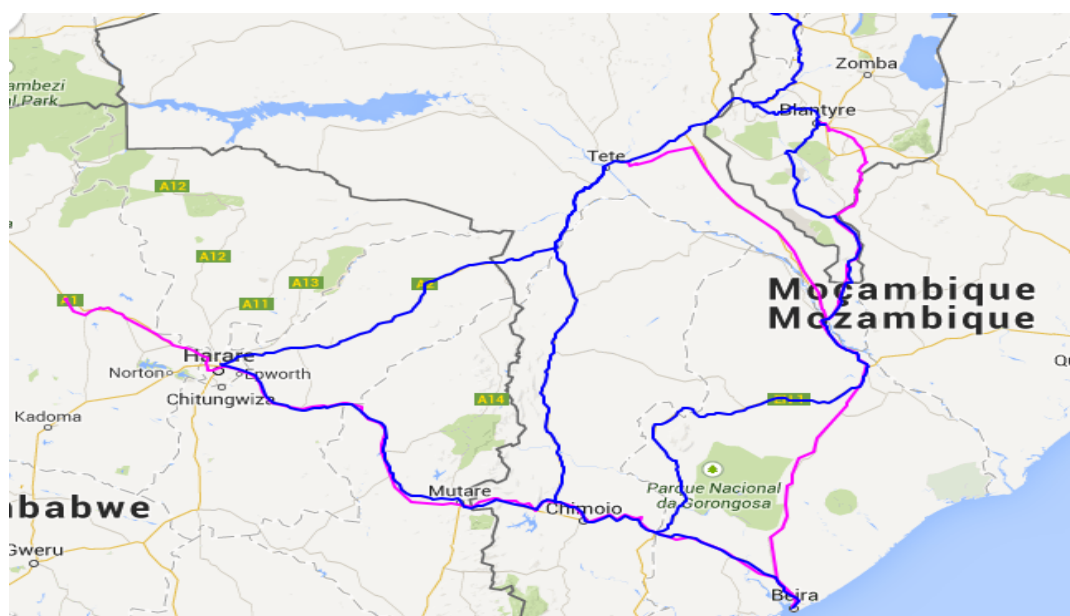 Zomba
ambezi
al Park
Blantyre
Tete
A12
A12
A13
A2
A11
A1
Moçambique
Mozambique
Harare
Norton
Epworth
Chitungwiza
Kadoma
A14
Mutare
Chimoio
Parque Nacional
da Gorongosa
babwe
Gweru
Beira